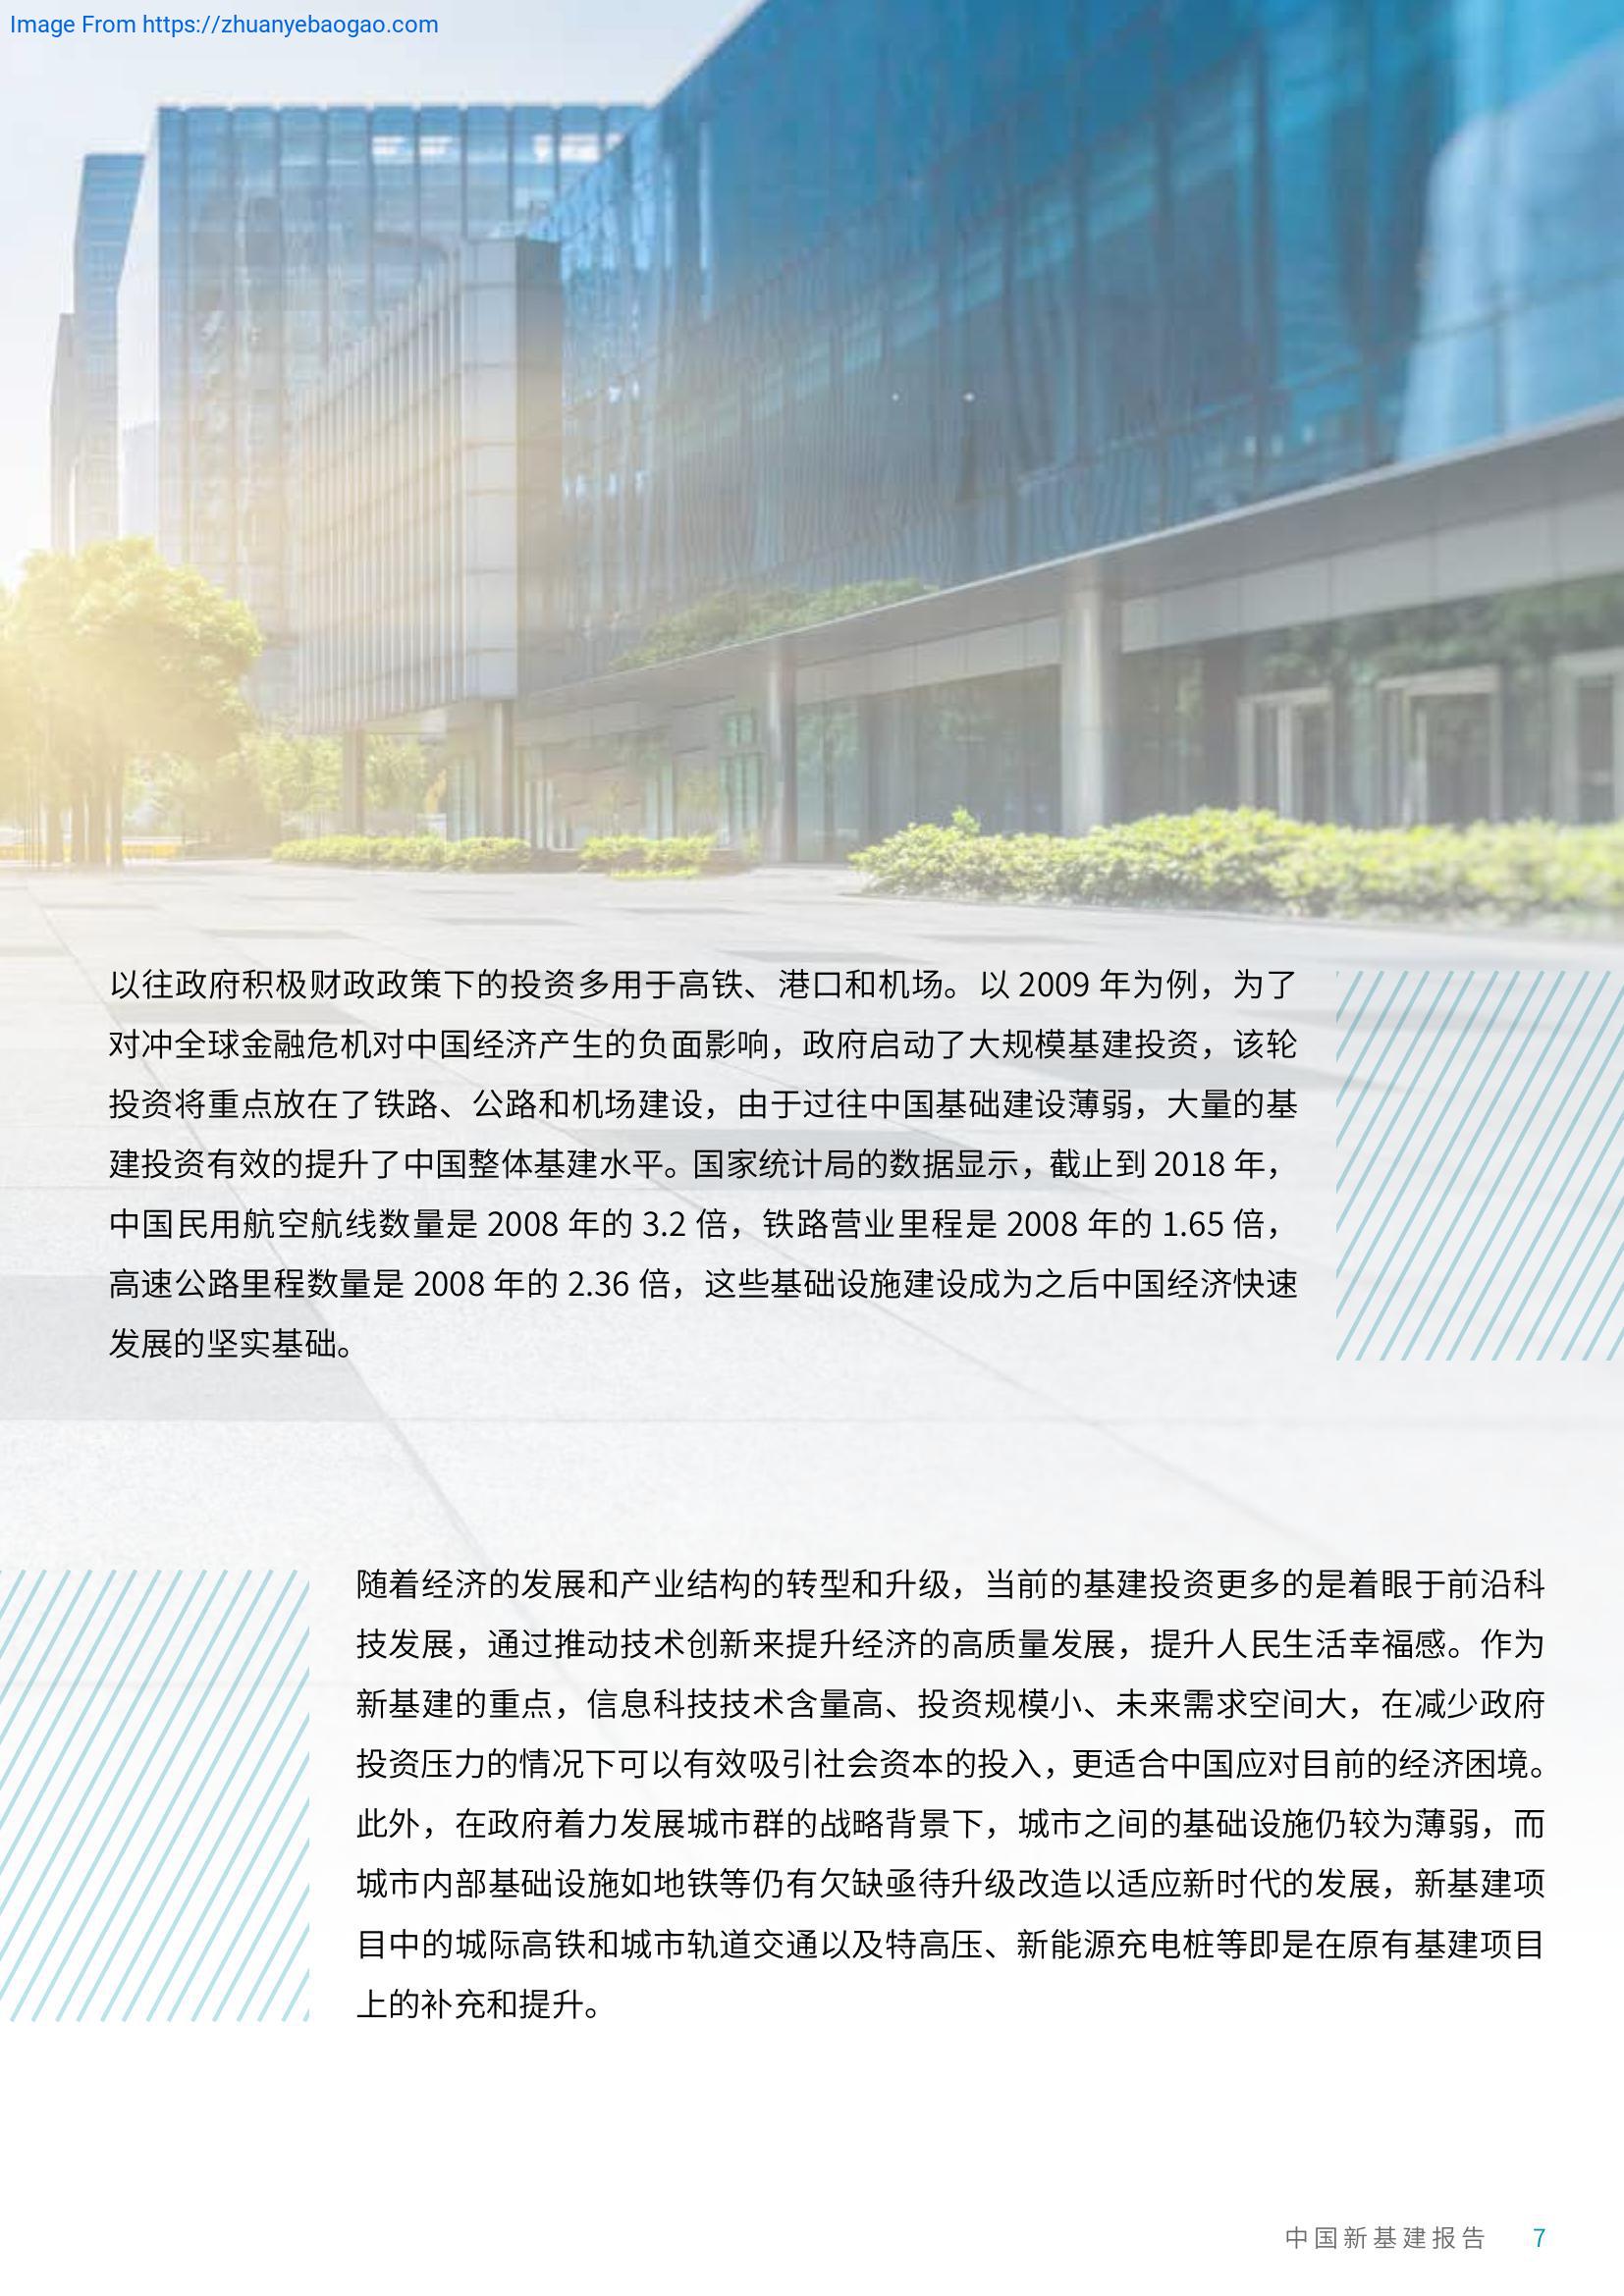 Image From https://zhuanyebaogao.com
以往政府积极财政政策下的投资多用于高铁、港口和机场。以 2009 年为例，为了
对冲全球金融危机对中国经济产生的负面影响，政府启动了大规模基建投资，该轮
投资将重点放在了铁路、公路和机场建设，由于过往中国基础建设薄弱，大量的基
建投资有效的提升了中国整体基建水平。国家统计局的数据显示，截止到 2018 年，
中国民用航空航线数量是 2008 年的 3.2 倍，铁路营业里程是 2008 年的 1.65 倍，
高速公路里程数量是 2008 年的 2.36 倍，这些基础设施建设成为之后中国经济快速
发展的坚实基础。
随着经济的发展和产业结构的转型和升级，当前的基建投资更多的是着眼于前沿科
技发展，通过推动技术创新来提升经济的高质量发展，提升人民生活幸福感。作为
新基建的重点，信息科技技术含量高、投资规模小、未来需求空间大，在减少政府
投资压力的情况下可以有效吸引社会资本的投入，更适合中国应对目前的经济困境。
此外，在政府着力发展城市群的战略背景下，城市之间的基础设施仍较为薄弱，而
城市内部基础设施如地铁等仍有欠缺亟待升级改造以适应新时代的发展，新基建项
目中的城际高铁和城市轨道交通以及特高压、新能源充电桩等即是在原有基建项目
上的补充和提升。
中国新基建报告 7